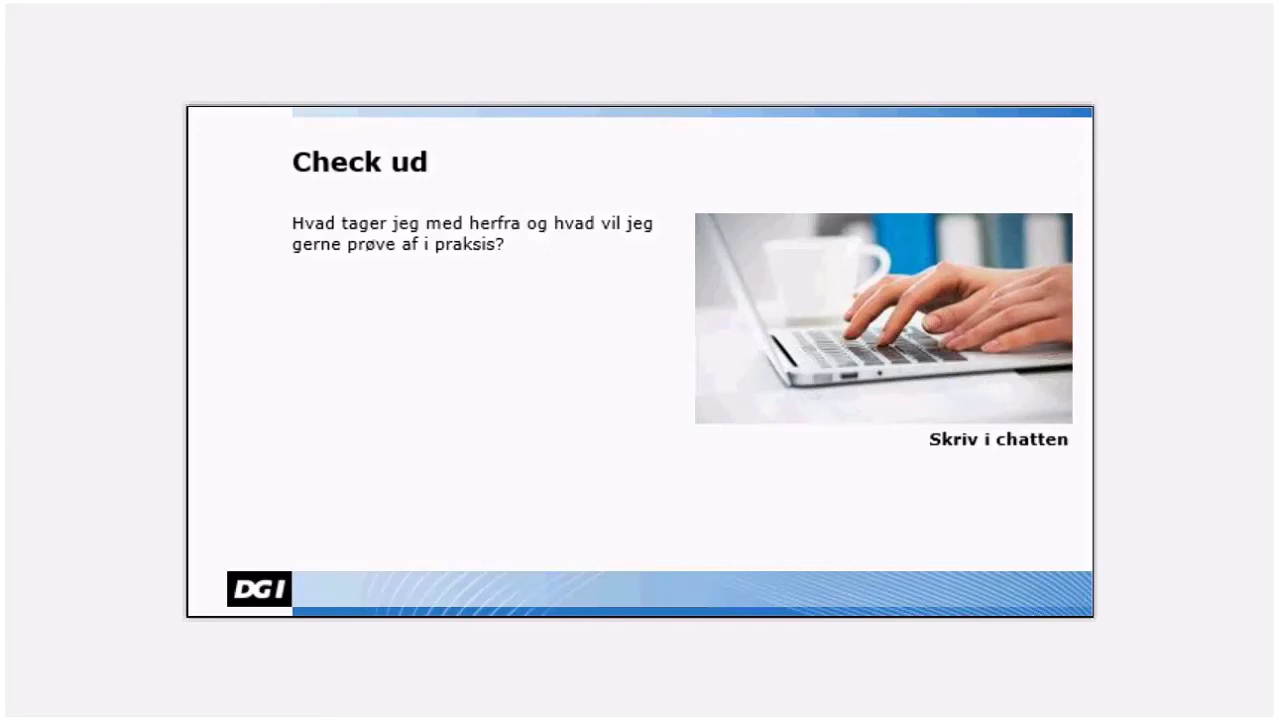 Check ud
Hvad tager jeg med herfra og hvad vil jeg
gerne prøve af i praksis?
Skriv i chatten
DGI